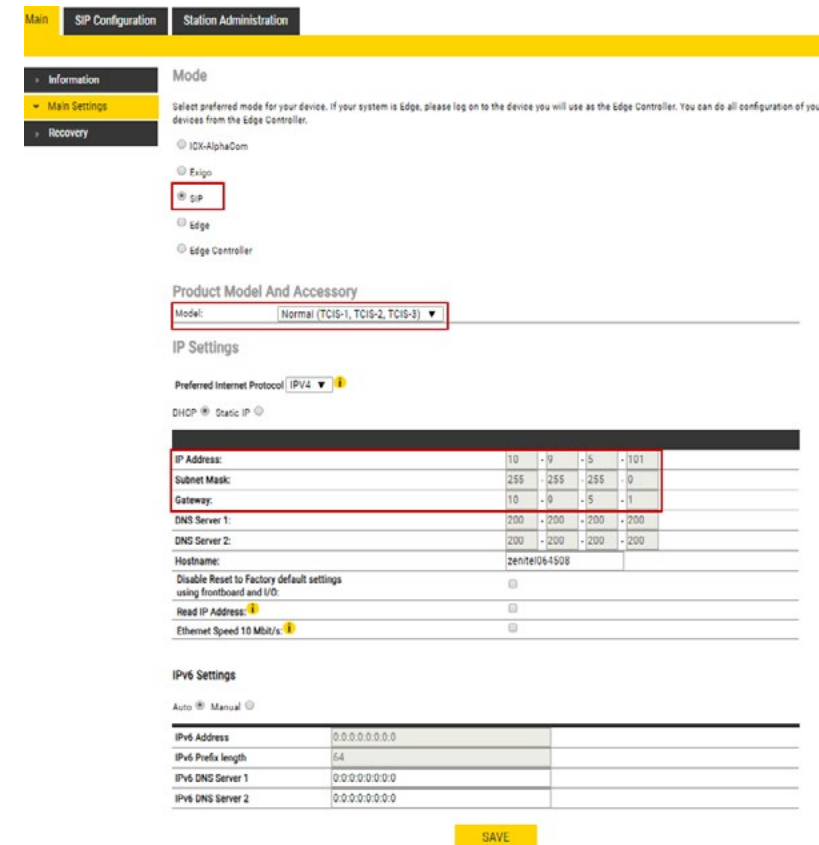 Main SIP Configuration Station Administration
Information
Main Settings
Recovery
Mode
Select preferred mode for your device. If your system is Edge, please log on to the device you will use as the Edge Controller. You can do all configuration of you
devices from the Edge Controller.
ICX-AlphaCom
Exigo
SIP
Edge
Edge Controller
Product Model And Accessory
Model: Normal (TCIS-1, TCIS-2, TCIS-3)
IP Settings
Preferred Internet Protocol IPV4
DHCP Static IP
IP Address: 10 . 9 . 5 . 101
Subnet Mask: 255 . 255 . 255 . 0
Gateway: 10 . 9 . 5 . 1
DNS Server 1: 200 . 200 . 200 . 200
DNS Server 2: 200 . 200 . 200 . 200
Hostname: zenitel064508
Disable Reset to Factory default settings
using frontboard and I/O:
Read IP Address: i
Ethernet Speed 10 Mbit/s: i
IPv6 Settings
Auto Manual
IPv6 Address 0:0:0:0:0:0:0:0
IPv6 Prefix length 64
IPv6 DNS Server 1 0:0:0:0:0:0:0:0
IPv6 DNS Server 2 0:0:0:0:0:0:0:0
SAVE